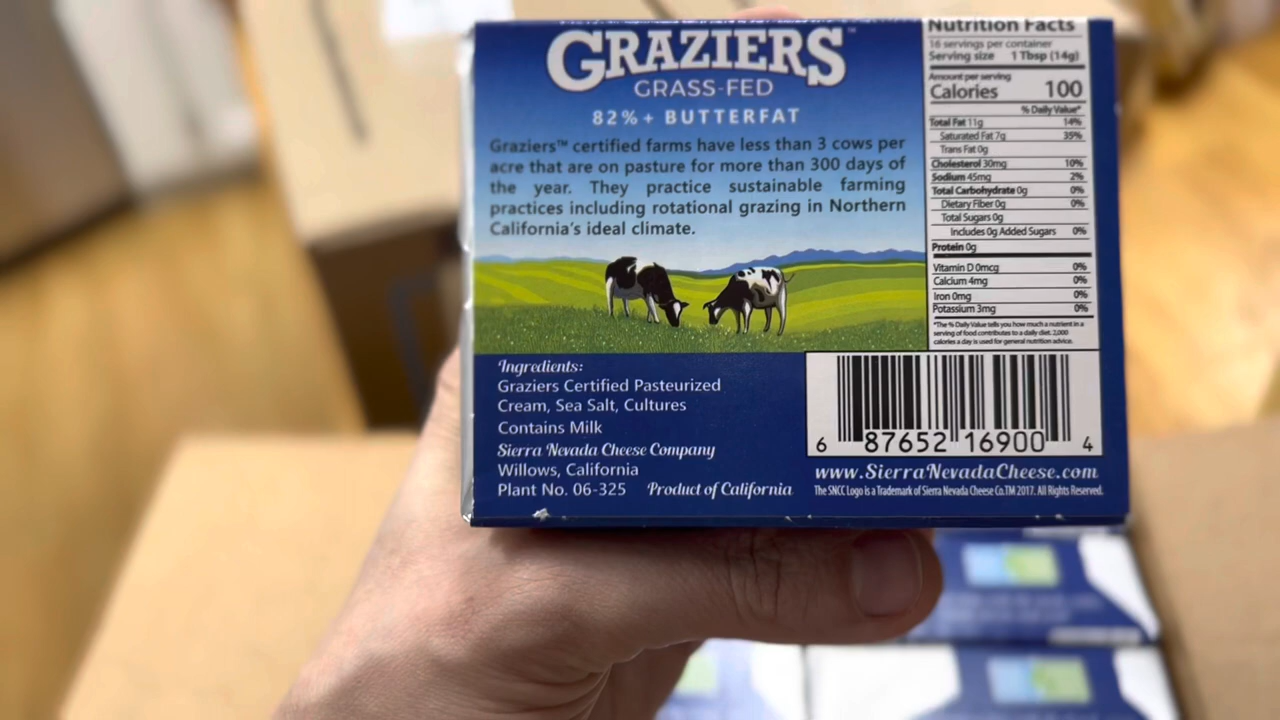 GRAZIERS™
GRASS-FED
82%+ BUTTERFAT
Graziers™ certified farms have less than 3 cows per
acre that are on pasture for more than 300 days of
the year. They practice sustainable farming
practices including rotational grazing in Northern
California's ideal climate.
Ingredients:
Graziers Certified Pasteurized
Cream, Sea Salt, Cultures
Contains Milk
Sierra Nevada Cheese Company
Willows, California
Plant No. 06-325 Product of California
Nutrition Facts
16 servings per container
Serving size 1 Tbsp (14g)
Amount per serving
Calories 100
% Daily Value*
Total Fat 11g 14%
Saturated Fat 7g 35%
Trans Fat 0g
Cholesterol 30mg 10%
Sodium 45mg 2%
Total Carbohydrate 0g 0%
Dietary Fiber 0g 0%
Total Sugars 0g
Includes 0g Added Sugars 0%
Protein 0g
Vitamin D 0mcg 0%
Calcium 4mg 0%
Iron 0mg 0%
Potassium 3mg 0%
*The % Daily Value tells you how much a nutrient in a
serving of food contributes to a daily diet. 2,000
calories a day is used for general nutrition advice.
6 87652 16900 4
www.SierraNevadaCheese.com
The SNCC Logo is a Trademark of Sierra Nevada Cheese Co.TM 2017. All Rights Reserved.